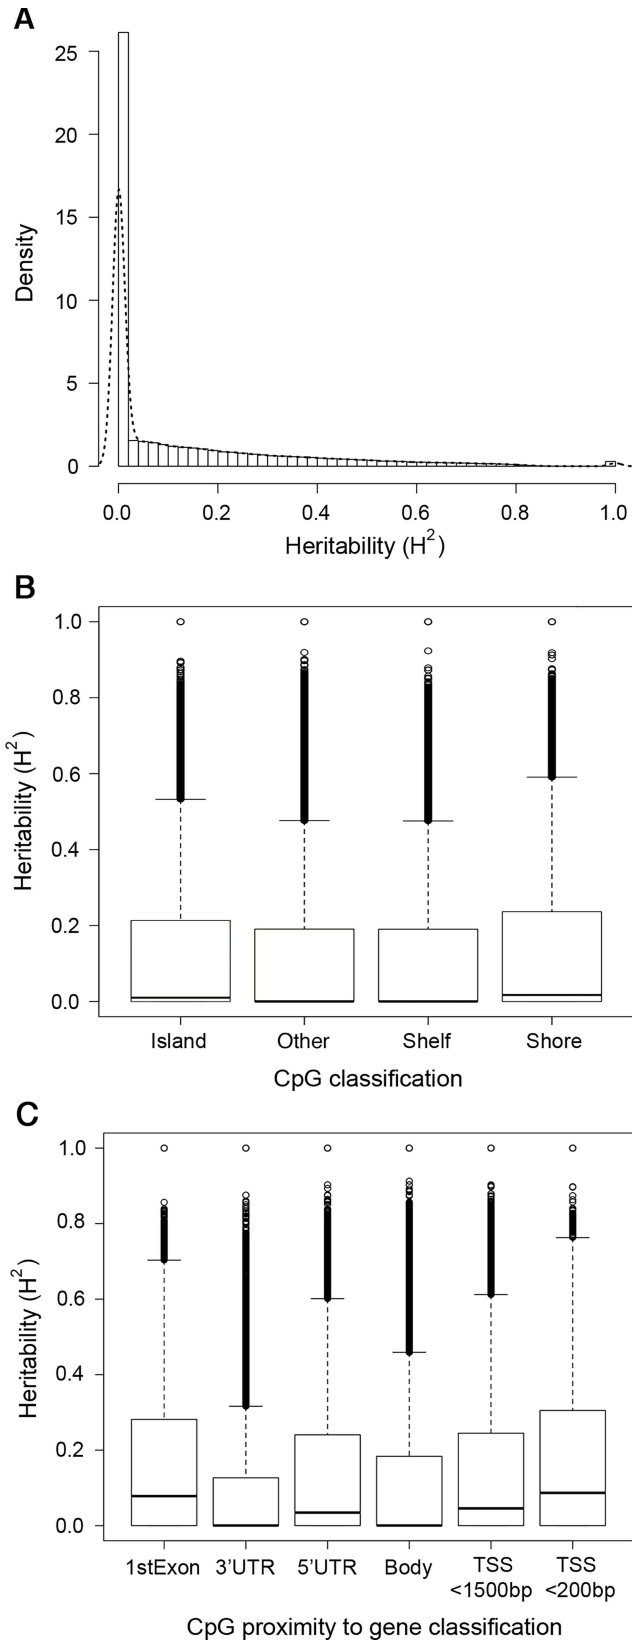 A
25
20
15
10
5
0
Density
0.0 0.2 0.4 0.6 0.8 1.0
Heritability (H²)
B
1.0
0.8
0.6
0.4
0.2
0.0
Heritability (H²)
Island Other Shelf Shore
CpG classification
C
1.0
0.8
0.6
0.4
0.2
0.0
Heritability (H²)
1stExon 3’UTR 5’UTR Body TSS TSS
<1500bp <200bp
CpG proximity to gene classification